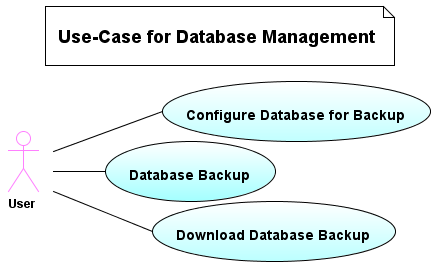 Use-Case for Database Management
Configure Database for Backup
Database Backup
User
Download Database Backup